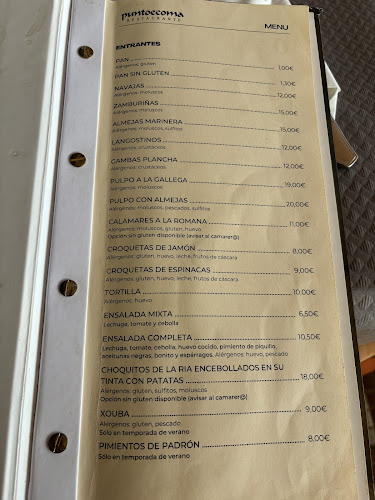 puntoecoma
RESTAURANTE
MENU
ENTRANTES
PAN 1,00€
Alérgenos: gluten
PAN SIN GLUTEN 1,30€
NAVAJAS 12,00€
Alérgenos: moluscos
ZAMBURIÑAS 15,00€
Alérgenos: moluscos
ALMEJAS MARINERA 15,00€
Alérgenos: moluscos, sulfitos
LANGOSTINOS 12,00€
Alérgenos: crustáceos
GAMBAS PLANCHA 12,00€
Alérgenos: crustáceos
PULPO A LA GALLEGA 19,00€
Alérgenos: moluscos
PULPO CON ALMEJAS 20,00€
Alérgenos: moluscos, pescados, sulfitos
CALAMARES A LA ROMANA 11,00€
Alérgenos: moluscos, gluten, huevo
Opción sin gluten disponible (avisar al camarer@)
CROQUETAS DE JAMÓN 8,00€
Alérgenos: gluten, huevo, leche, frutos de cáscara
CROQUETAS DE ESPINACAS 9,00€
Alérgenos: gluten, huevo, leche, frutos de cáscara
TORTILLA 10,00€
Alérgenos: huevo
ENSALADA MIXTA 6,50€
Lechuga, tomate y cebolla
ENSALADA COMPLETA 10,50€
Lechuga, tomate, cebolla, huevo cocido, pimiento de piquillo,
aceitunas negras, bonito y espárragos. Alérgenos: huevo, pescado
CHOQUITOS DE LA RIA ENCEBOLLADOS EN SU
TINTA CON PATATAS 18,00€
Alérgenos: gluten, sulfitos, moluscos
Opción sin gluten disponible (avisar al camarer@)
XOUBA 9,00€
Alérgenos: gluten, pescado
Sólo en temporada de verano
PIMIENTOS DE PADRÓN 8,00€
Sólo en temporada de verano